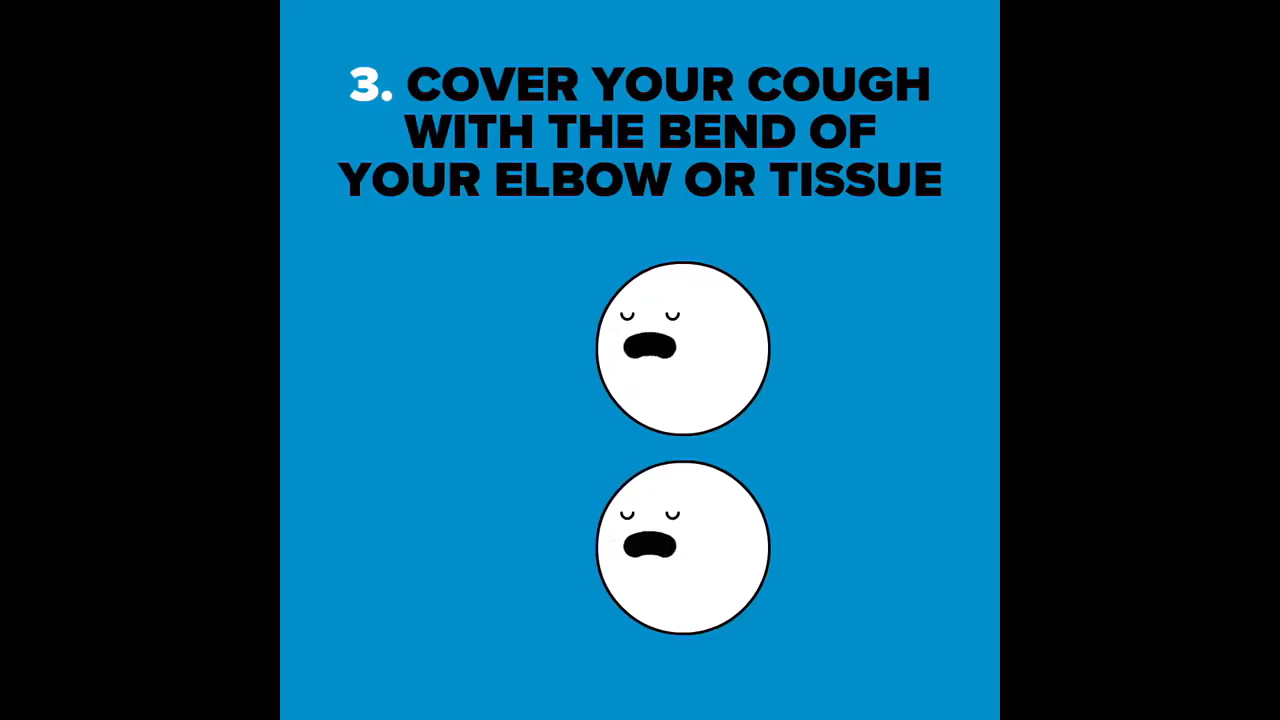 3. COVER YOUR COUGH
WITH THE BEND OF
YOUR ELBOW OR TISSUE